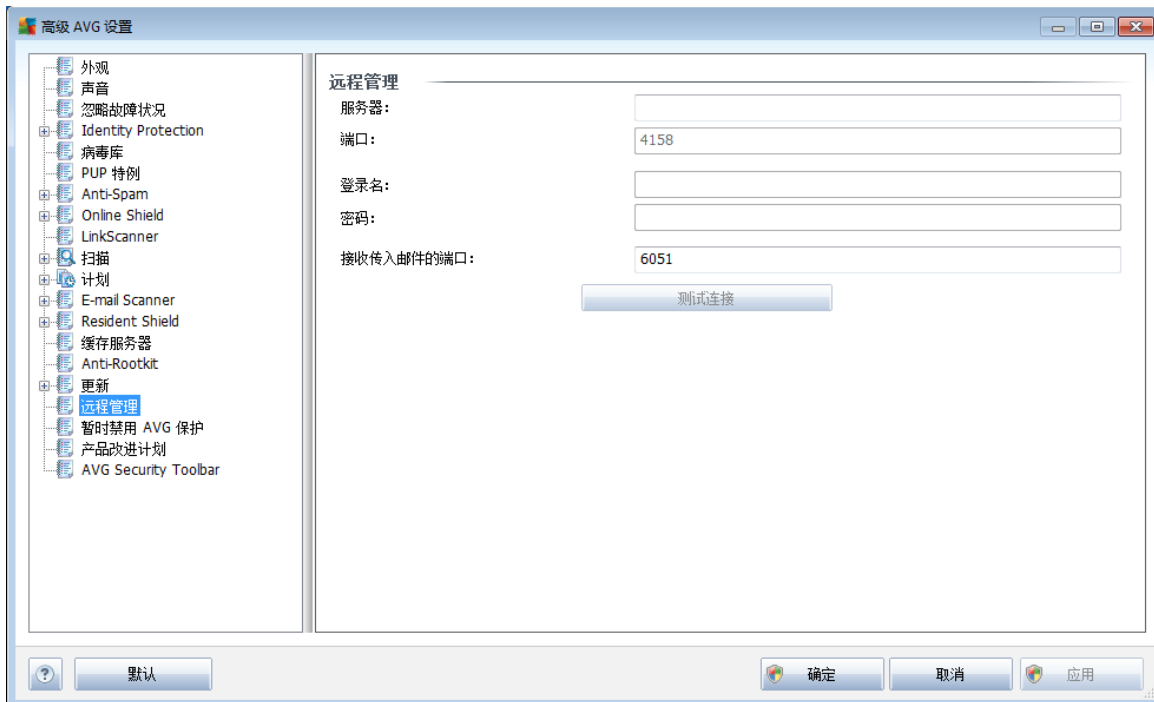 高级 AVG 设置
外观
声音
忽略故障状况
Identity Protection
病毒库
PUP 特例
Anti-Spam
Online Shield
LinkScanner
扫描
计划
E-mail Scanner
Resident Shield
缓存服务器
Anti-Rootkit
更新
远程管理
暂时禁用 AVG 保护
产品改进计划
AVG Security Toolbar
远程管理
服务器：
端口： 4158
登录名：
密码：
接收传入邮件的端口： 6051
测试连接
? 默认 确定 取消 应用